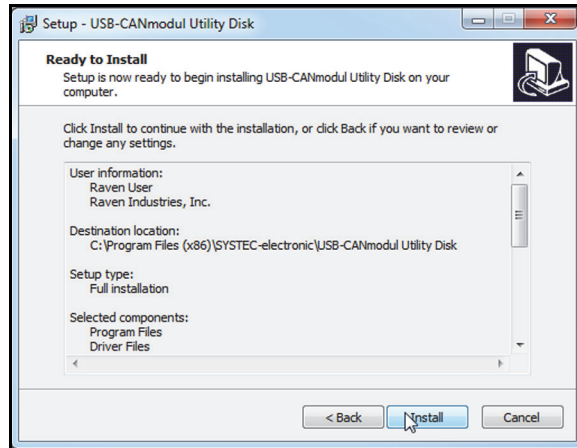 Setup - USB-CANmodul Utility Disk
Ready to Install
Setup is now ready to begin installing USB-CANmodul Utility Disk on your
computer.
Click Install to continue with the installation, or click Back if you want to review or
change any settings.
User information:
Raven User
Raven Industries, Inc.
Destination location:
C:\Program Files (x86)\SYSTEC-electronic\USB-CANmodul Utility Disk
Setup type:
Full installation
Selected components:
Program Files
Driver Files
< Back Install Cancel